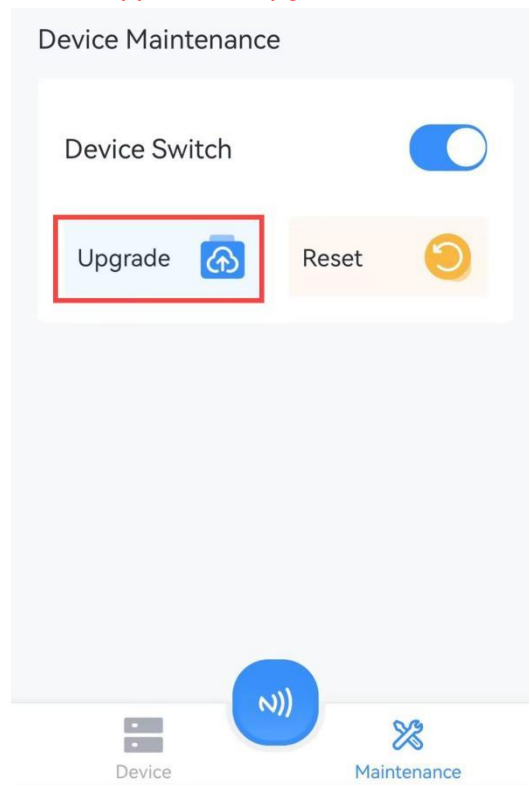 Device Maintenance
Device Switch
Upgrade
Reset
Device
Maintenance